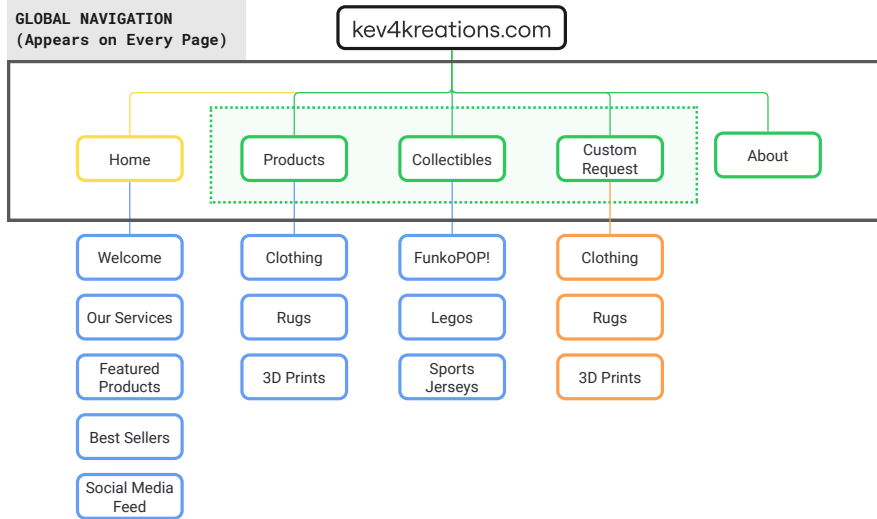 GLOBAL NAVIGATION
(Appears on Every Page)
kev4kreations.com
Home
Products
Collectibles
Custom
Request
About
Welcome
Clothing
FunkoPOP!
Clothing
Our Services
Rugs
Legos
Rugs
Featured
Products
3D Prints
Sports
Jerseys
3D Prints
Best Sellers
Social Media
Feed